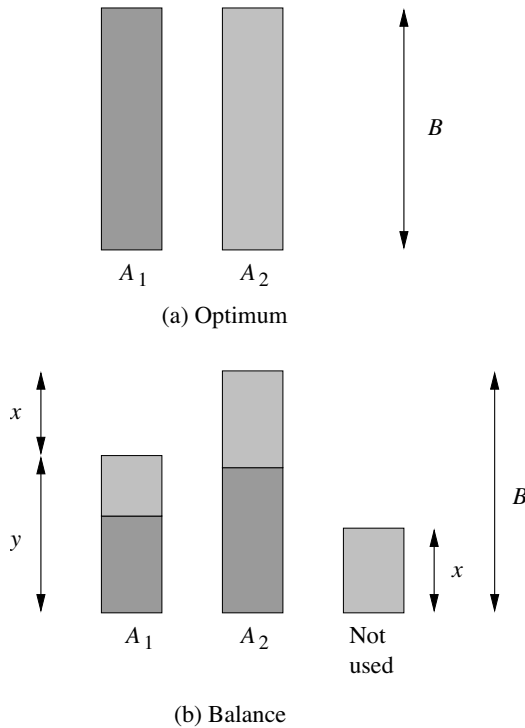 B
A1 A2
(a) Optimum
x
y
B
x
A1 A2 Not
used
(b) Balance